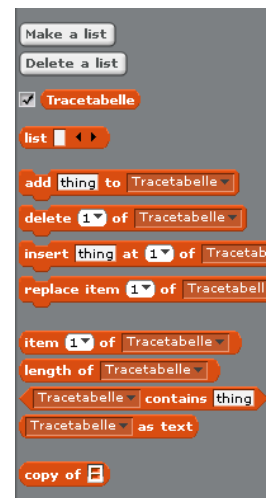 Make a list
Delete a list
Tracetabelle
list
add thing to Tracetabelle
delete 1 of Tracetabelle
insert thing at 1 of Tracetab
replace item 1 of Tracetabell
item 1 of Tracetabelle
length of Tracetabelle
Tracetabelle contains thing
Tracetabelle as text
copy of